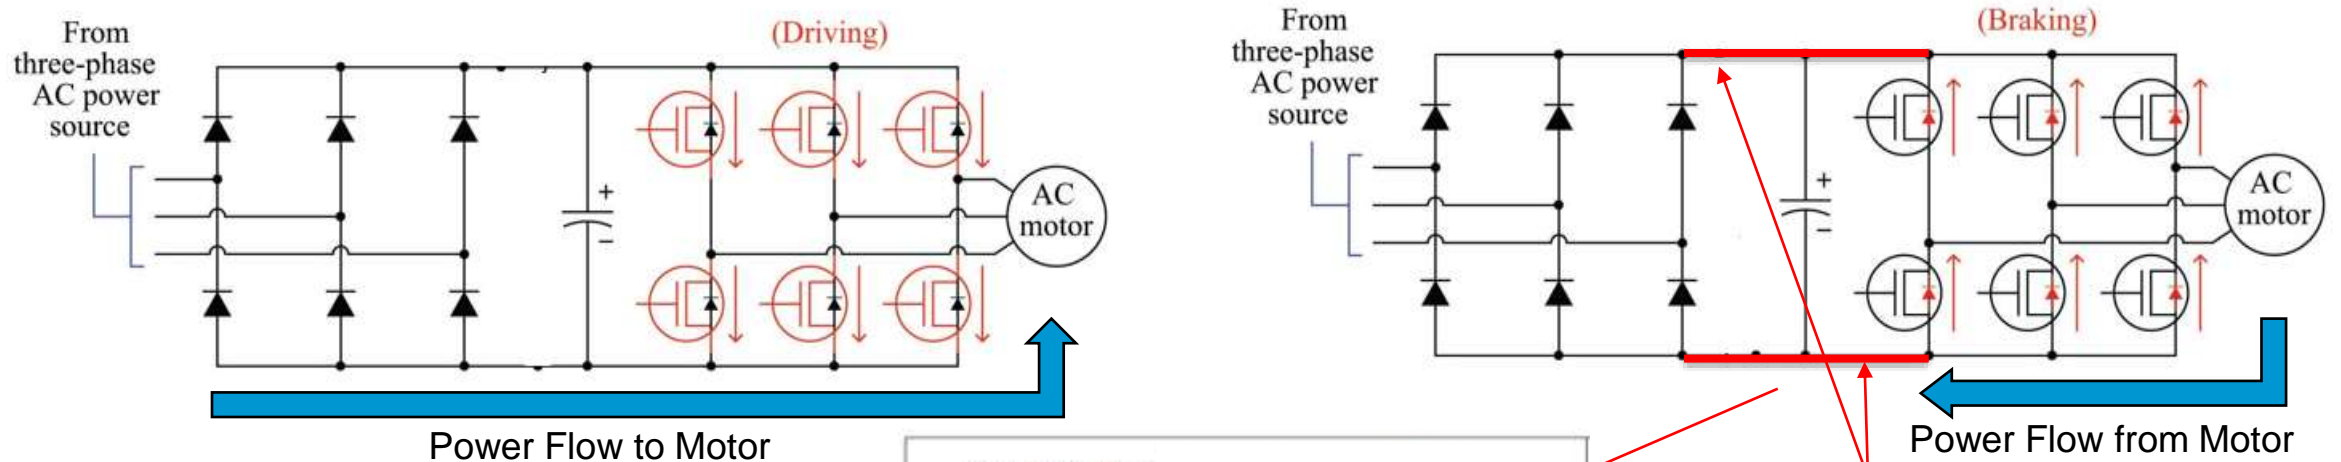 From
three-phase
AC power
source
(Driving)
+
−
AC
motor
Power Flow to Motor
From
three-phase
AC power
source
(Braking)
+
−
AC
motor
Power Flow from Motor